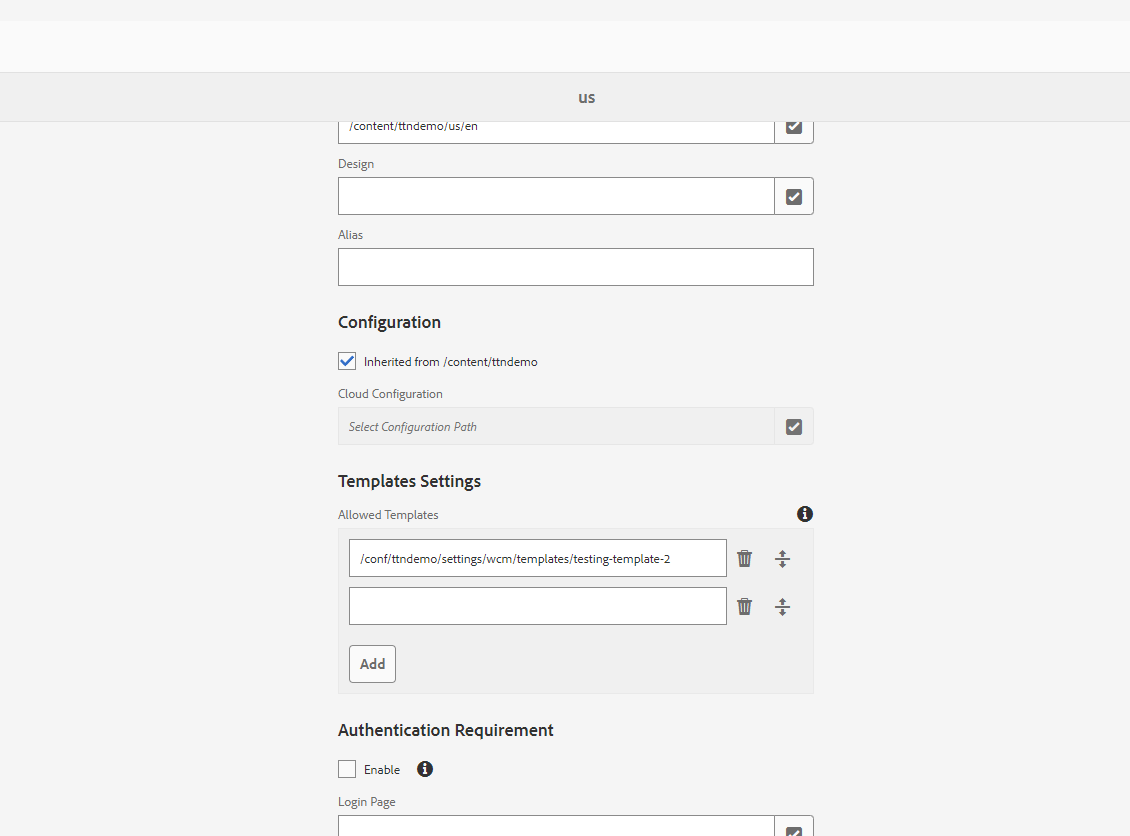 us
/content/ttndemo/us/en
Design
Alias
Configuration
Inherited from /content/ttndemo
Cloud Configuration
Select Configuration Path
Templates Settings
Allowed Templates
/conf/ttndemo/settings/wcm/templates/testing-template-2
Add
Authentication Requirement
Enable
Login Page